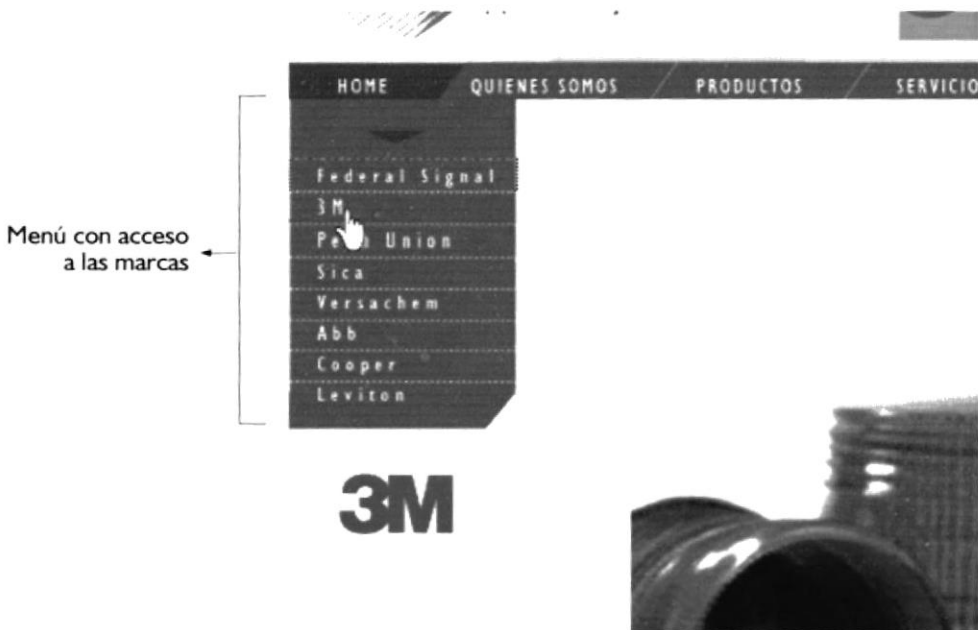 HOME QUIENES SOMOS PRODUCTOS SERVICIO
Federal Signal
3M
Union
Sica
Versachem
Abb
Cooper
Leviton
Menú con acceso
a las marcas
3M